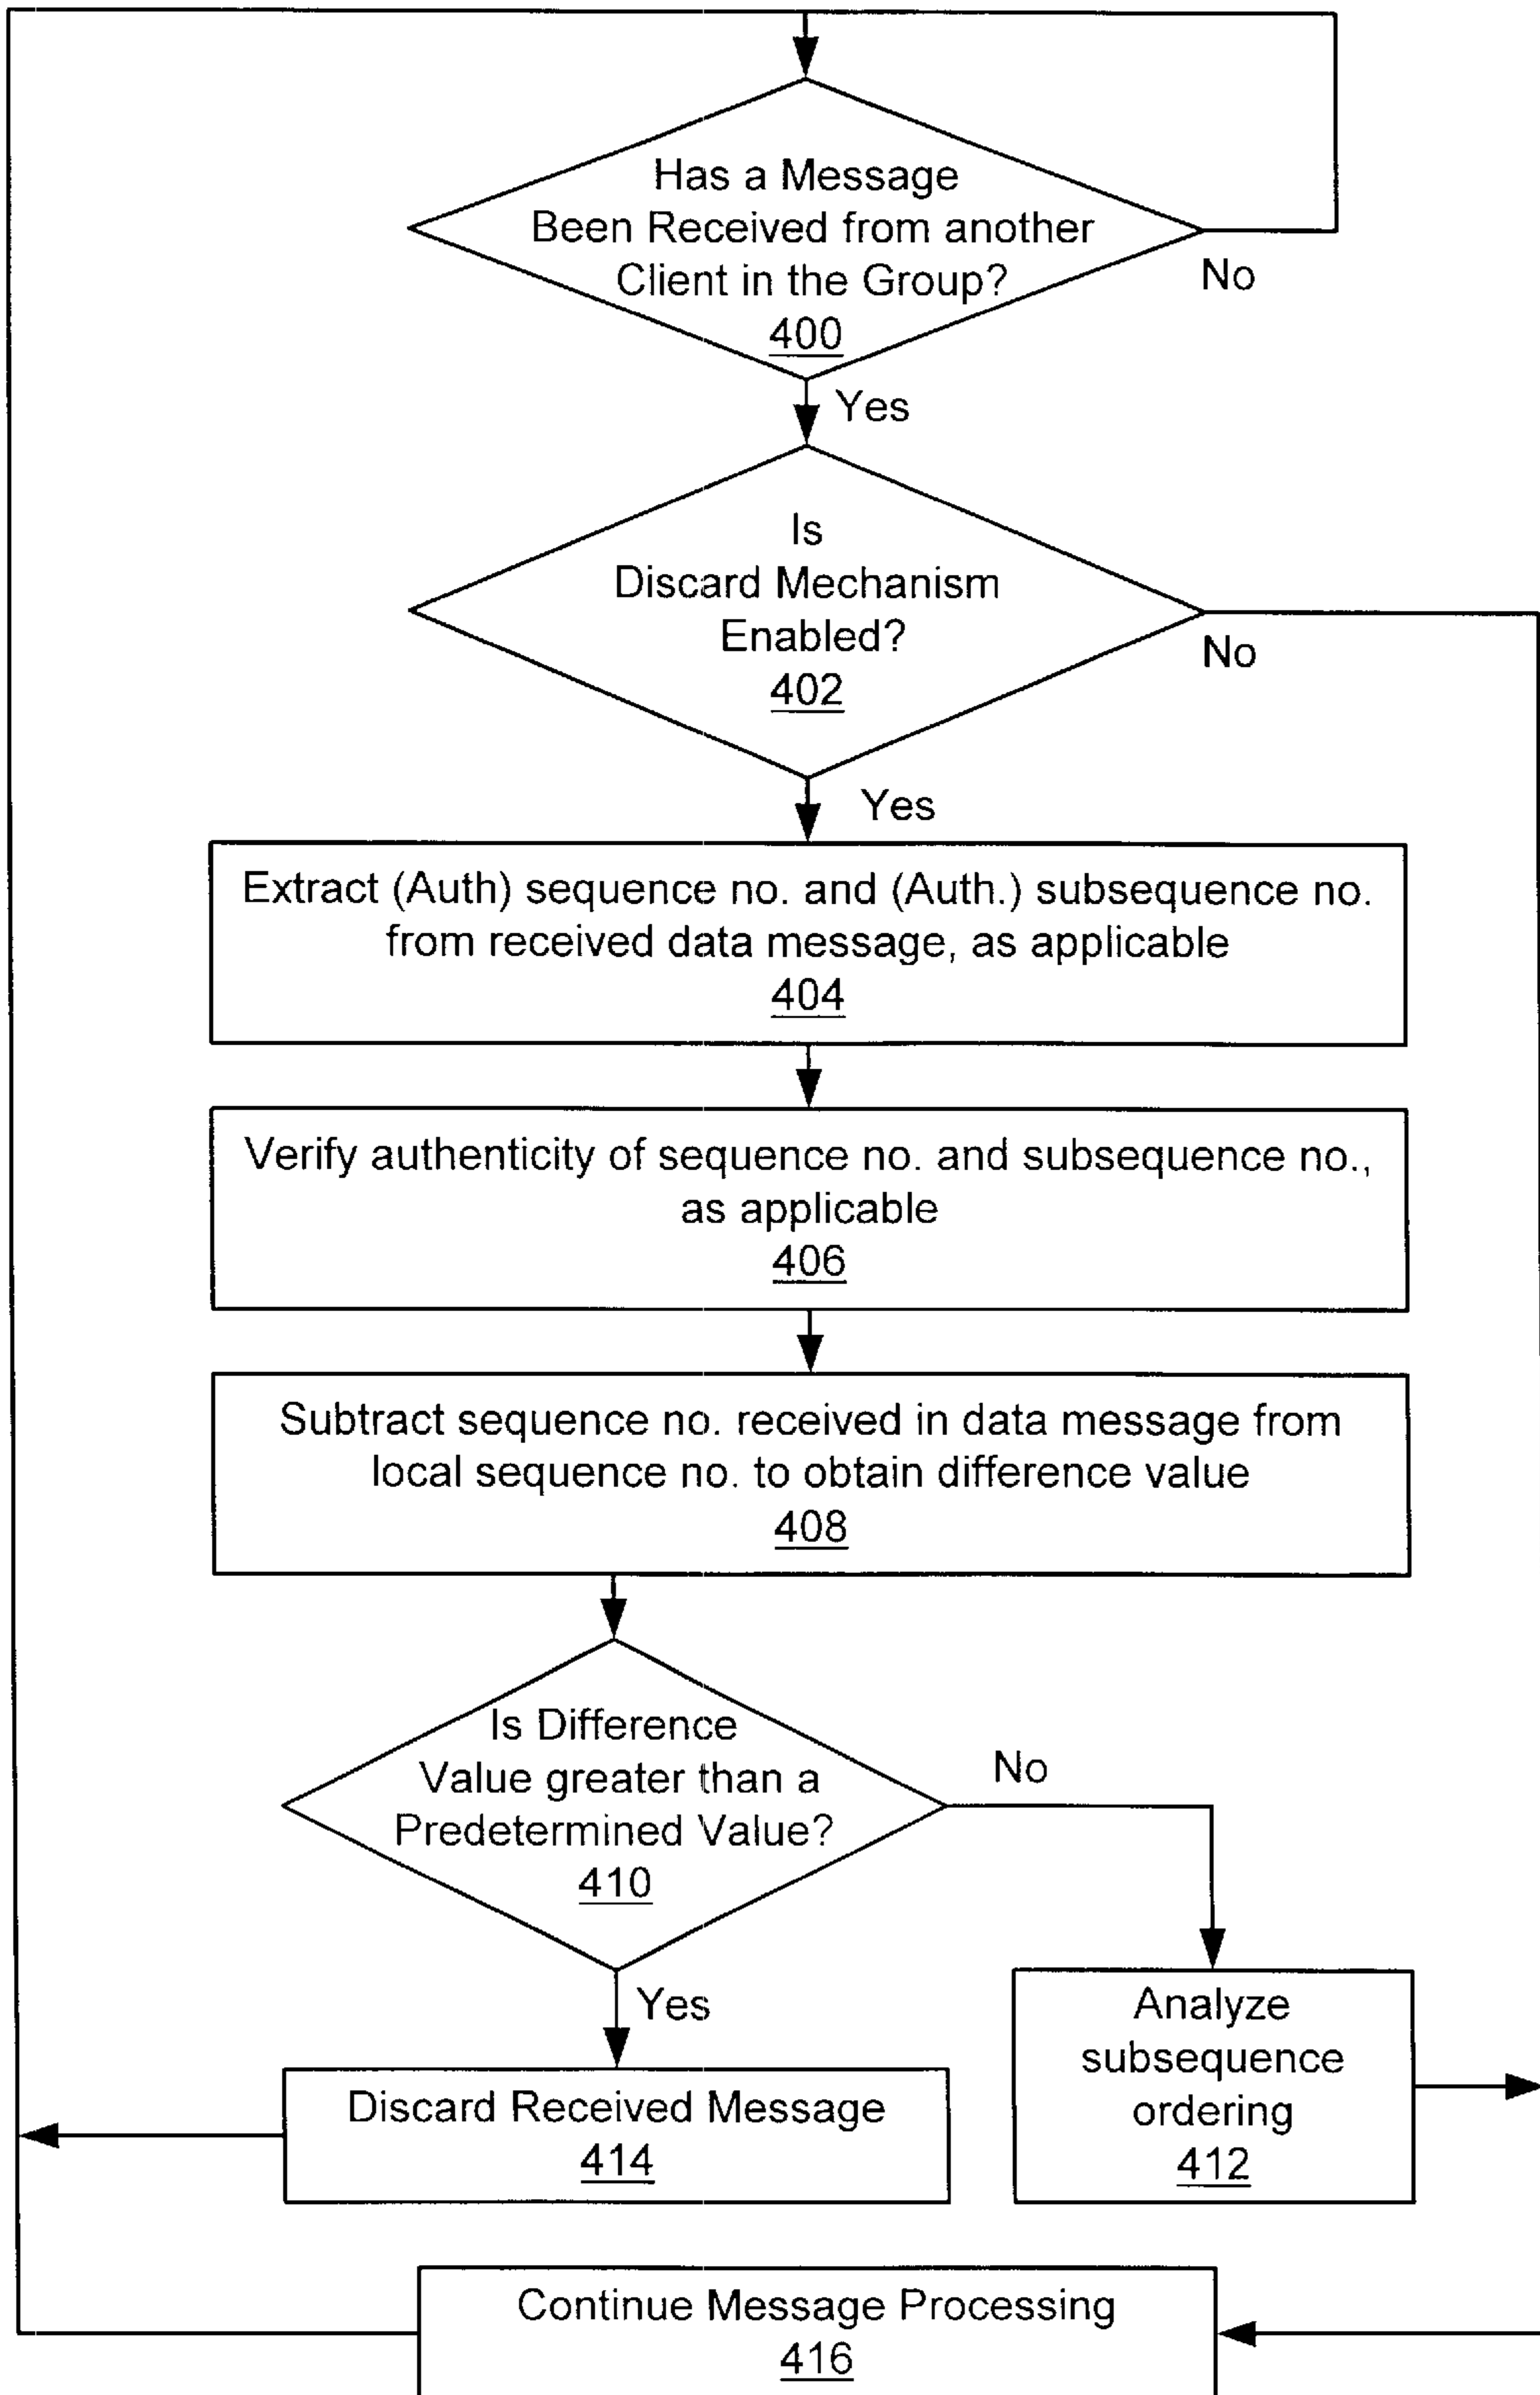 Has a Message
Been Received from another
Client in the Group?
400
No
Yes
Is
Discard Mechanism
Enabled?
402
No
Yes
Extract (Auth) sequence no. and (Auth.) subsequence no.
from received data message, as applicable
404
Verify authenticity of sequence no. and subsequence no.,
as applicable
406
Subtract sequence no. received in data message from
local sequence no. to obtain difference value
408
Is Difference
Value greater than a
Predetermined Value?
410
No
Yes
Analyze
subsequence
ordering
412
Discard Received Message
414
Continue Message Processing
416